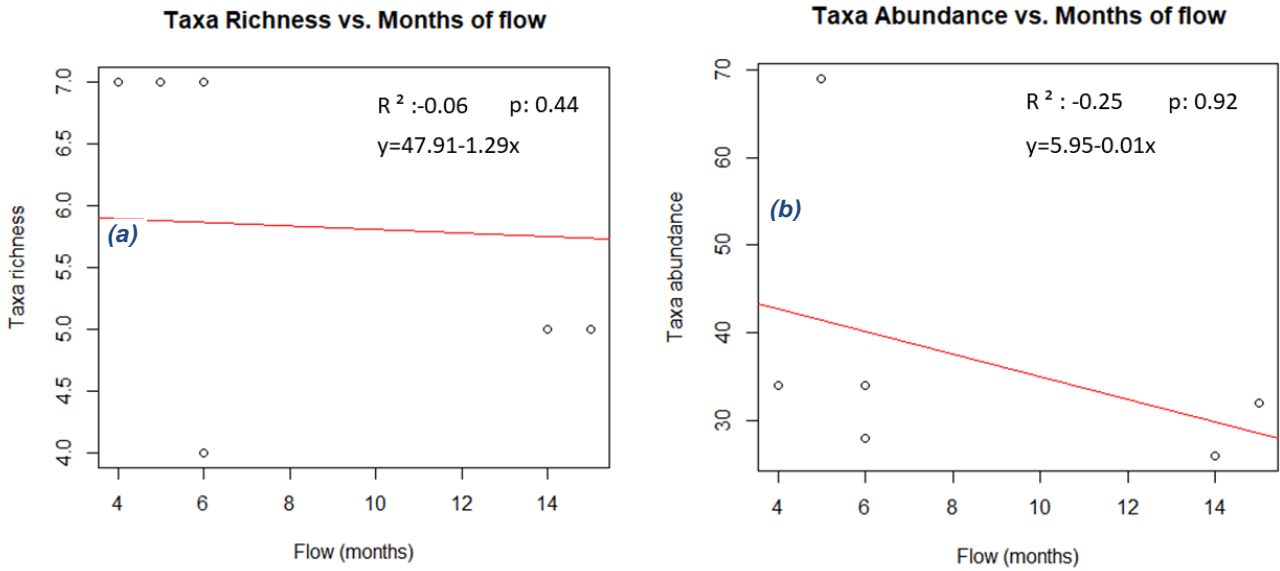 Taxa Richness vs. Months of flow
R ² :-0.06 p: 0.44
y=47.91-1.29x
(a)
Taxa richness
7.0
6.5
6.0
5.5
5.0
4.5
4.0
4 6 8 10 12 14
Flow (months)
Taxa Abundance vs. Months of flow
R ² : -0.25 p: 0.92
y=5.95-0.01x
(b)
Taxa abundance
70
60
50
40
30
4 6 8 10 12 14
Flow (months)